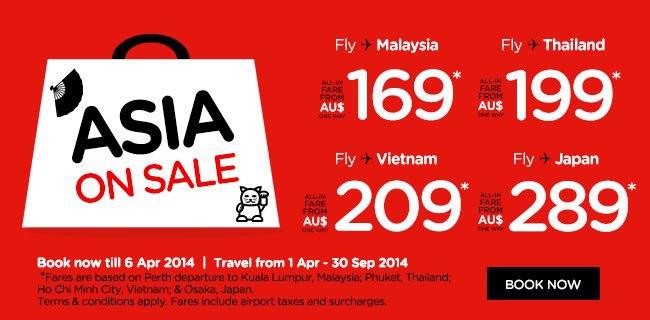 ASIA
ON SALE
Fly Malaysia
ALL-IN
FARE
FROM
AU$
ONE WAY
169*
Fly Thailand
ALL-IN
FARE
FROM
AU$
ONE WAY
199*
Fly Vietnam
ALL-IN
FARE
FROM
AU$
ONE WAY
209*
Fly Japan
ALL-IN
FARE
FROM
AU$
ONE WAY
289*
Book now till 6 Apr 2014 | Travel from 1 Apr - 30 Sep 2014
*Fares are based on Perth departure to Kuala Lumpur, Malaysia; Phuket, Thailand;
Ho Chi Minh City, Vietnam; & Osaka, Japan.
Terms & conditions apply. Fares include airport taxes and surcharges.
BOOK NOW